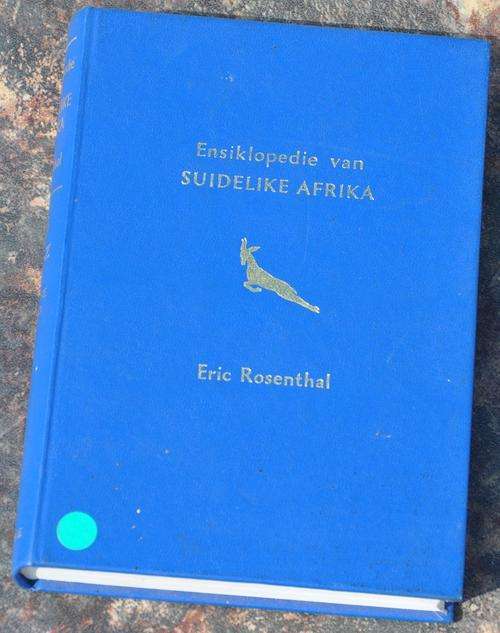 Ensiklopedie van
SUIDELIKE AFRIKA
Eric Rosenthal